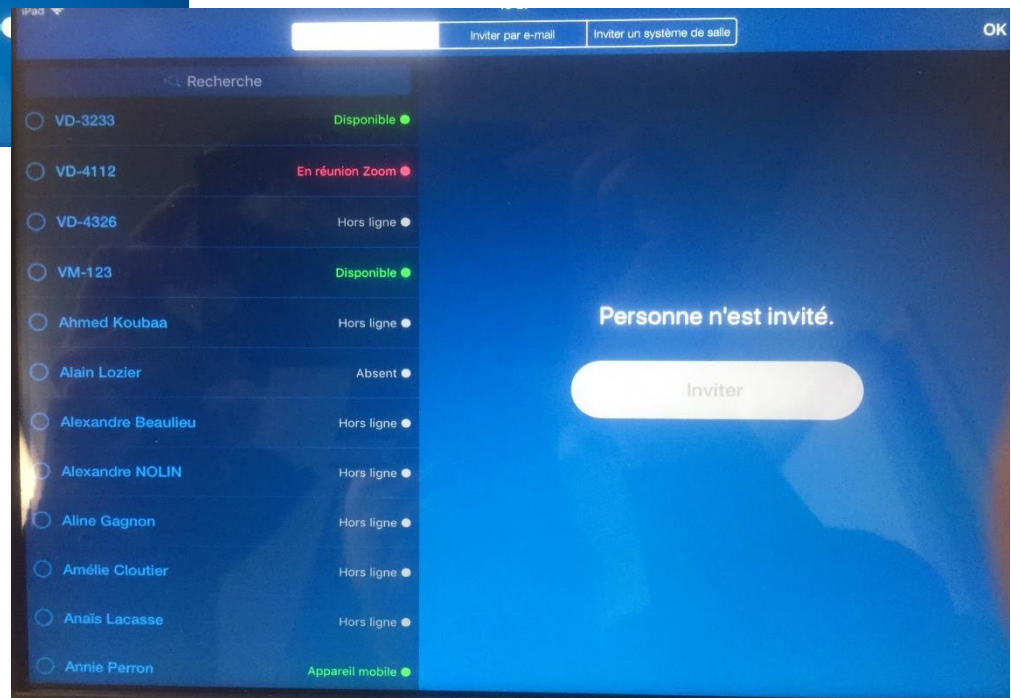 iPad
Inviter par e-mail
Inviter un système de salle
OK
Recherche
VD-3233 Disponible
VD-4112 En réunion Zoom
VD-4326 Hors ligne
VM-123 Disponible
Ahmed Koubaa Hors ligne
Alain Lozier Absent
Alexandre Beaulieu Hors ligne
Alexandre NOLIN Hors ligne
Aline Gagnon Hors ligne
Amélie Cloutier Hors ligne
Anaïs Lacasse Hors ligne
Annie Perron Appareil mobile
Personne n'est invité.
Inviter